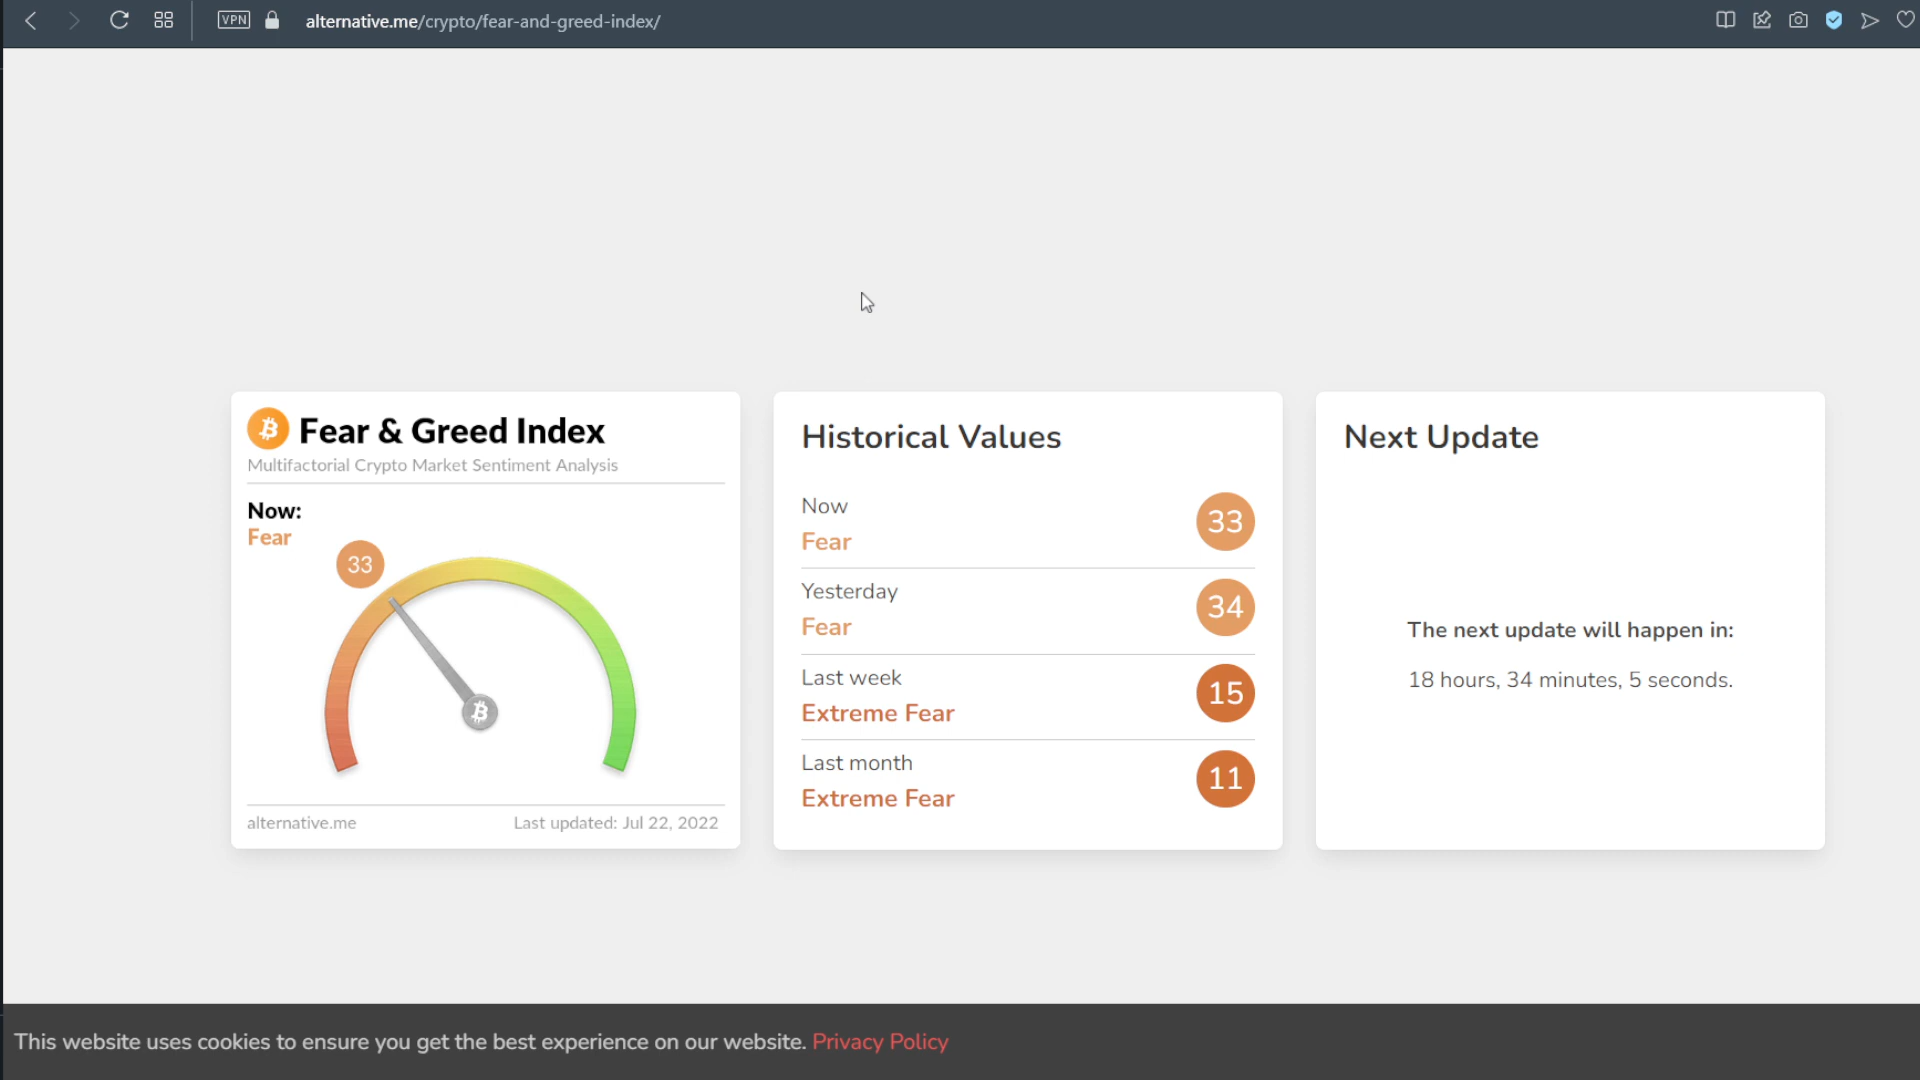 VPN
alternative.me/crypto/fear-and-greed-index/
Fear & Greed Index
Multifactorial Crypto Market Sentiment Analysis
Now:
Fear
33
alternative.me
Last updated: Jul 22, 2022
Historical Values
Now
Fear
33
Yesterday
Fear
34
Last week
Extreme Fear
15
Last month
Extreme Fear
11
Next Update
The next update will happen in:
18 hours, 34 minutes, 5 seconds.
This website uses cookies to ensure you get the best experience on our website. Privacy Policy